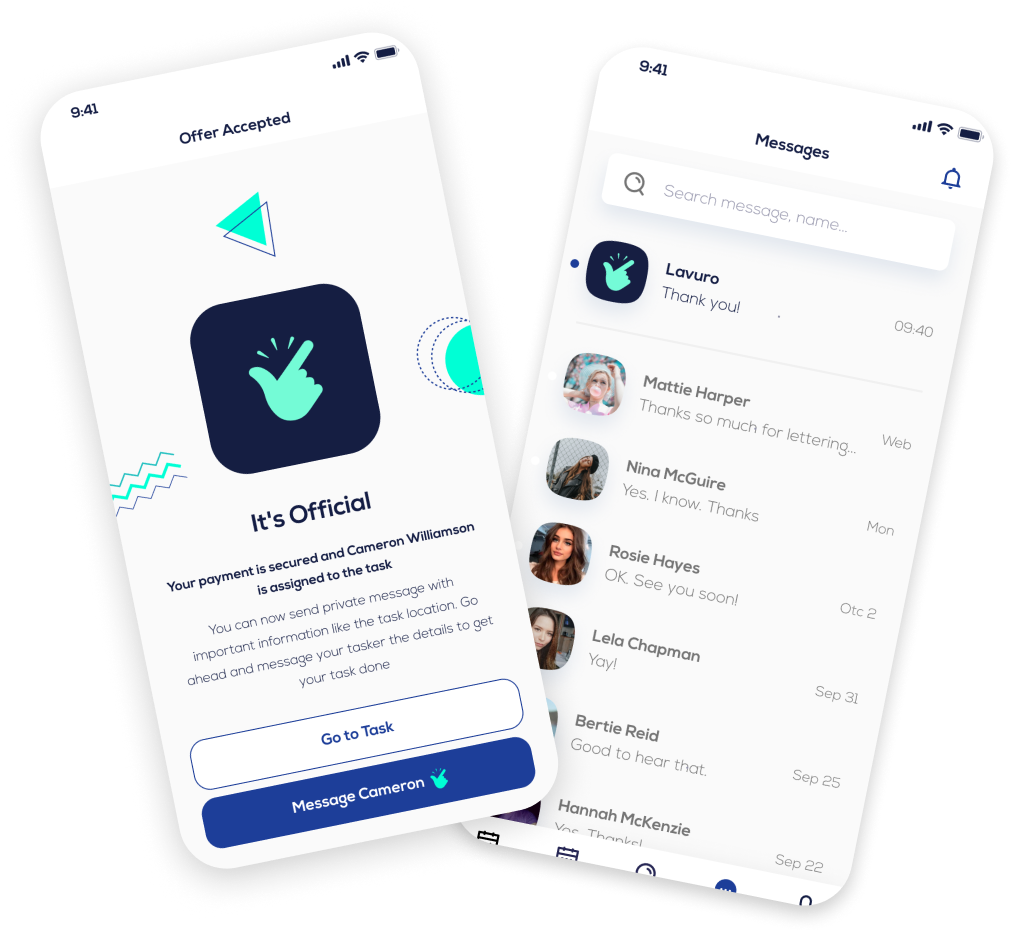 9:41
Offer Accepted
It's Official
Your payment is secured and Cameron Williamson
is assigned to the task
You can now send private message with
important information like the task location. Go
ahead and message your tasker the details to get
your task done
Go to Task
Message Cameron
9:41
Messages
Search message, name...
Lavuro
Thank you!
09:40
Mattie Harper
Thanks so much for lettering...
Web
Nina McGuire
Yes. I know. Thanks
Mon
Rosie Hayes
OK. See you soon!
Otc 2
Lela Chapman
Yay!
Sep 31
Bertie Reid
Good to hear that.
Sep 25
Hannah McKenzie
Yes. Thanks!
Sep 22